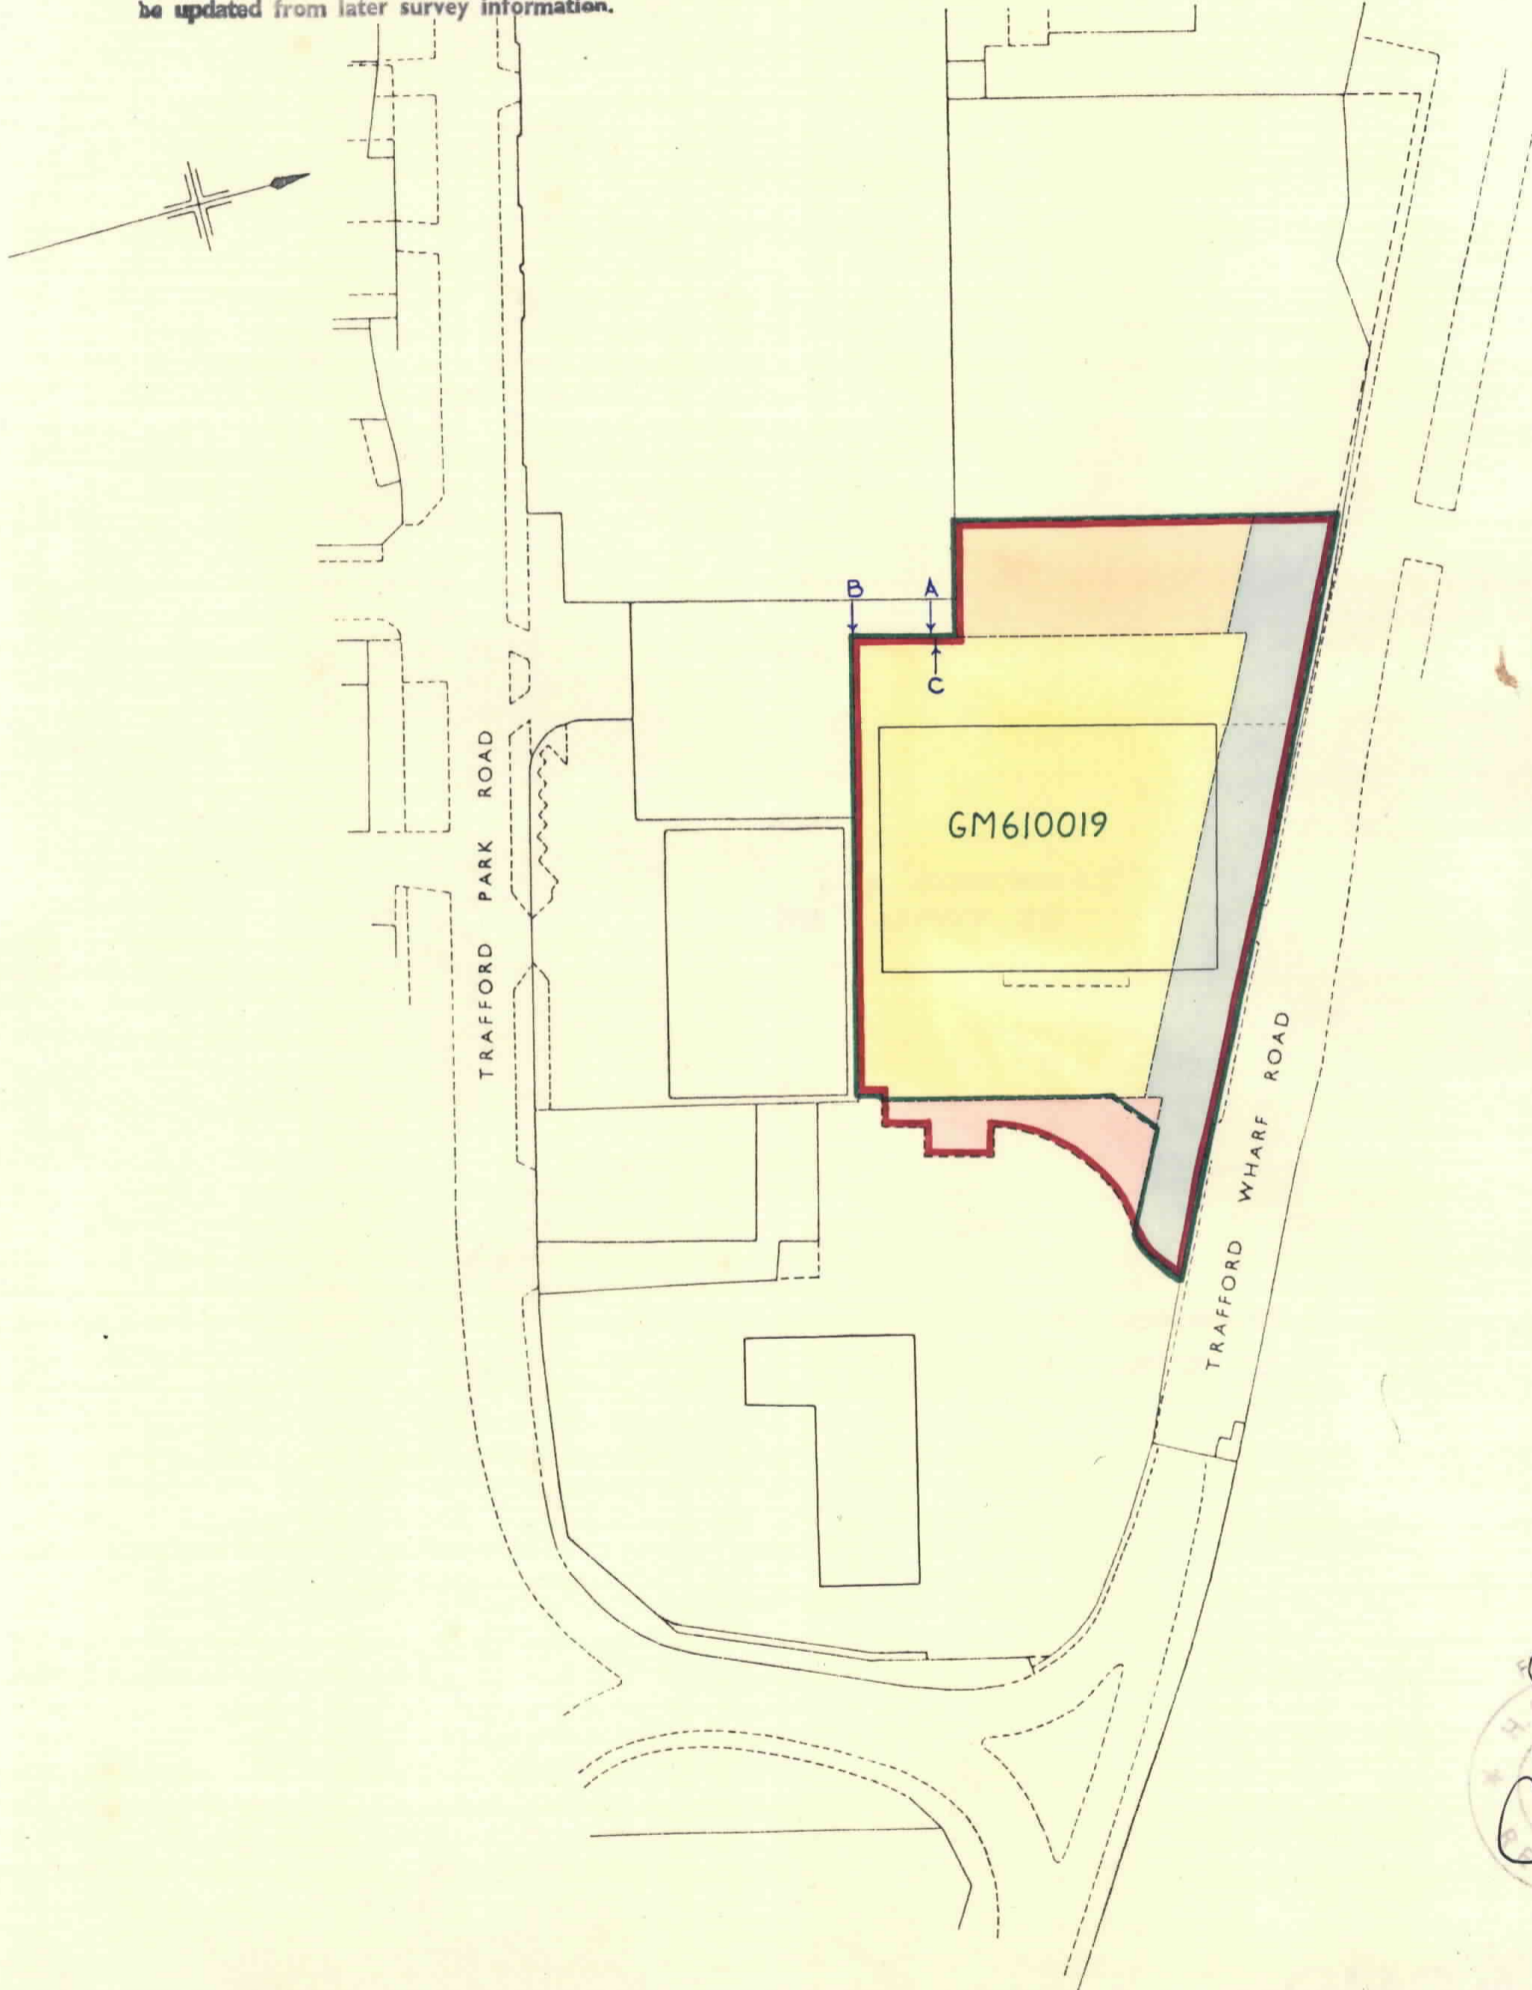 be updated from later survey information.
B
A
C
GM610019
TRAFFORD PARK ROAD
TRAFFORD WHARF ROAD